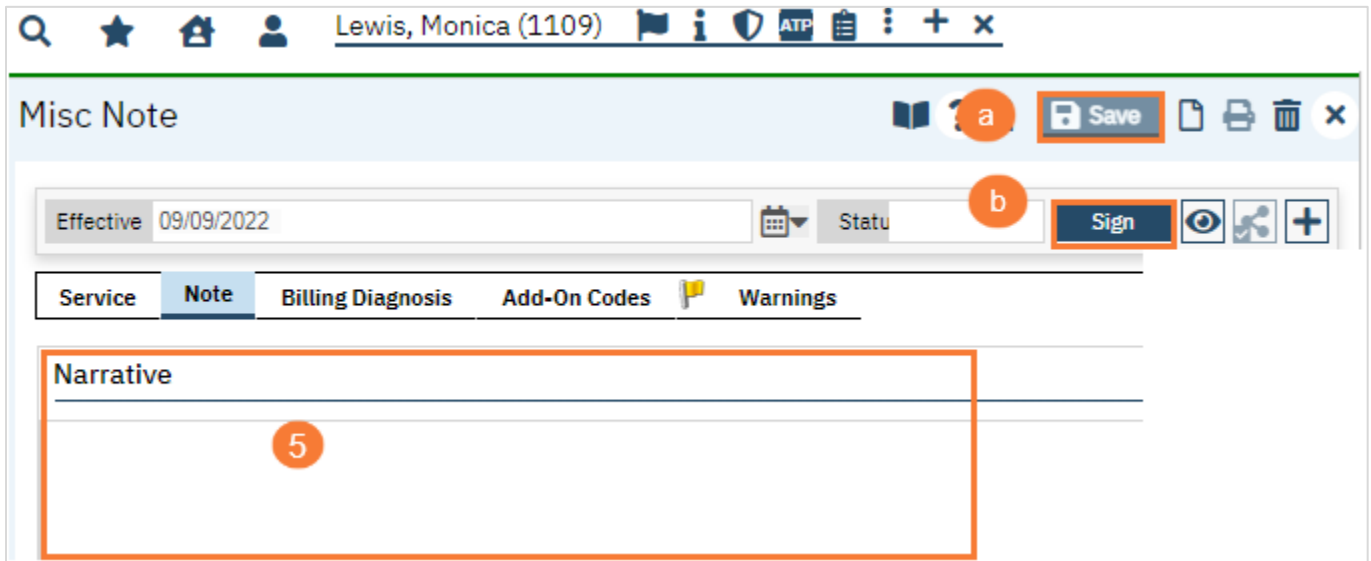 Lewis, Monica (1109) i ATP
Misc Note ? a Save
Effective 09/09/2022 Statu b Sign
Service Note Billing Diagnosis Add-On Codes Warnings
Narrative
5